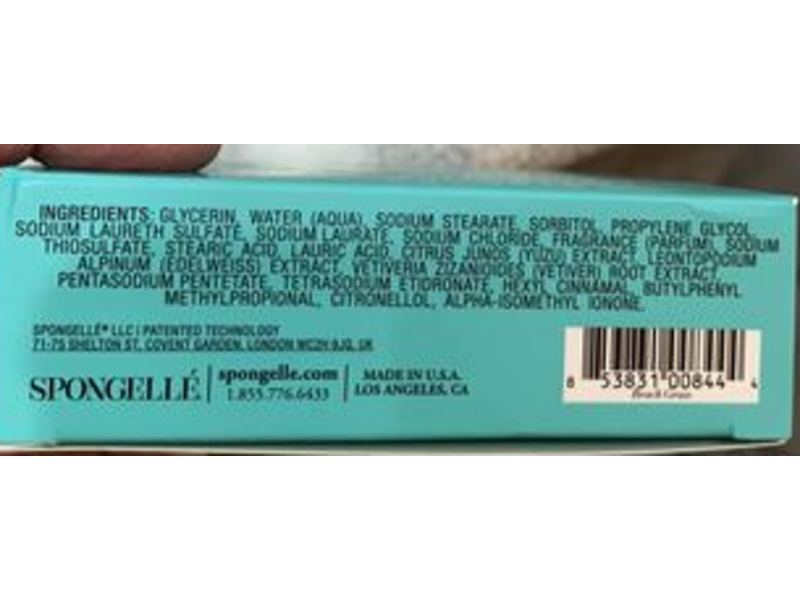 INGREDIENTS: GLYCERIN, WATER (AQUA), SODIUM STEARATE, SORBITOL, PROPYLENE GLYCOL,
SODIUM LAURETH SULFATE, SODIUM LAURATE, SODIUM CHLORIDE, FRAGRANCE (PARFUM), SODIUM
THIOSULFATE, STEARIC ACID, LAURIC ACID, CITRUS JUNOS (YUZU) EXTRACT, LEONTOPODIUM
ALPINUM (EDELWEISS) EXTRACT, VETIVERIA ZIZANIOIDES (VETIVER) ROOT EXTRACT,
PENTASODIUM PENTETATE, TETRASODIUM ETIDRONATE, HEXYL CINNAMAL, BUTYLPHENYL
METHYLPROPIONAL, CITRONELLOL, ALPHA-ISOMETHYL IONONE.
SPONGELLÉ® LLC | PATENTED TECHNOLOGY
71-75 SHELTON ST, COVENT GARDEN, LONDON WC2H 9JQ, UK
SPONGELLÉ
spongelle.com
1.855.776.6433
MADE IN U.S.A.
LOS ANGELES, CA
8 53831 00844 4
Beach Grass